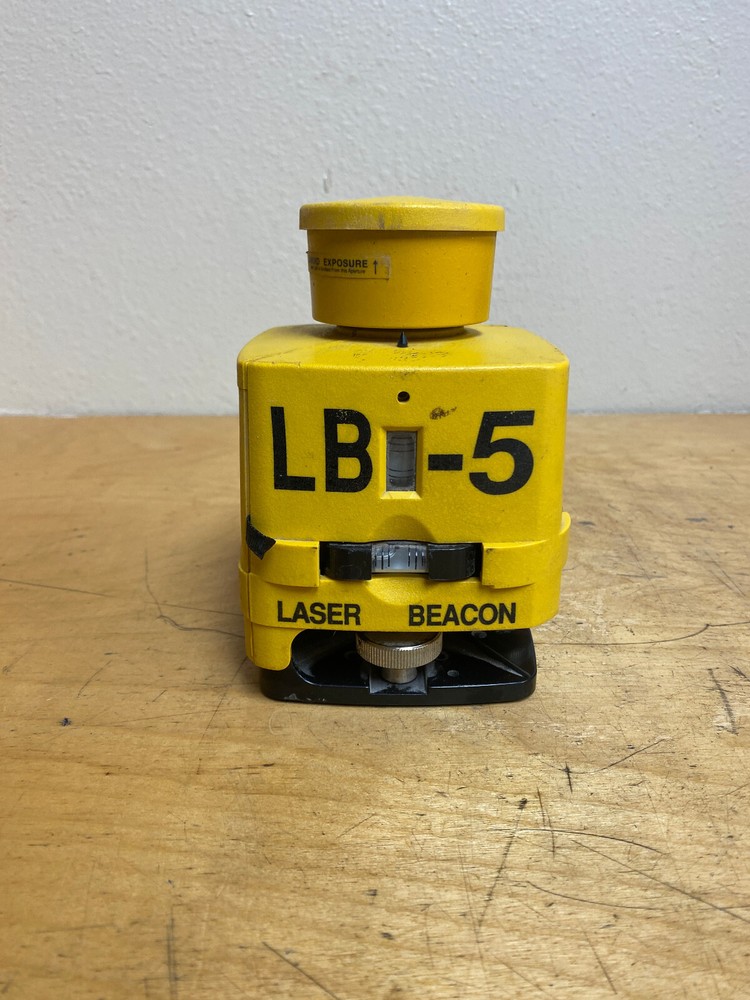 EXPOSURE ↑
LB-5
LASER BEACON